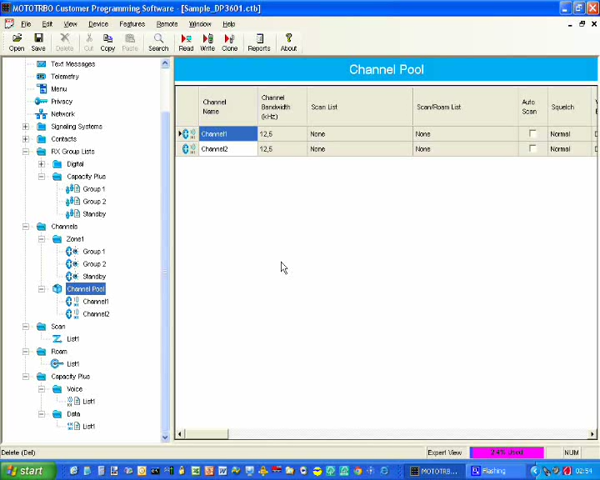 MOTOTRBO Customer Programming Software - [Sample_DP3601.ctb]
File Edit View Device Features Remote Window Help
Open Save Delete Cut Copy Paste Search Read Write Clone Reports About
Text Messages
Telemetry
Menu
Privacy
Network
Signaling Systems
Contacts
RX Group Lists
Digital
Capacity Plus
Group 1
Group 2
Standby
Channels
Zone1
Group 1
Group 2
Standby
Channel Pool
Channel1
Channel2
Scan
List1
Roam
List1
Capacity Plus
Voice
List1
Data
List1
Channel Pool
Channel Name Channel Bandwidth (kHz) Scan List Scan/Roam List Auto Scan Squelch
Channel1 12,5 None None Normal
Channel2 12,5 None None Normal
Delete (Del) Expert View 2.4% Used NUM
start MOTOTRB... Flashing 02:54